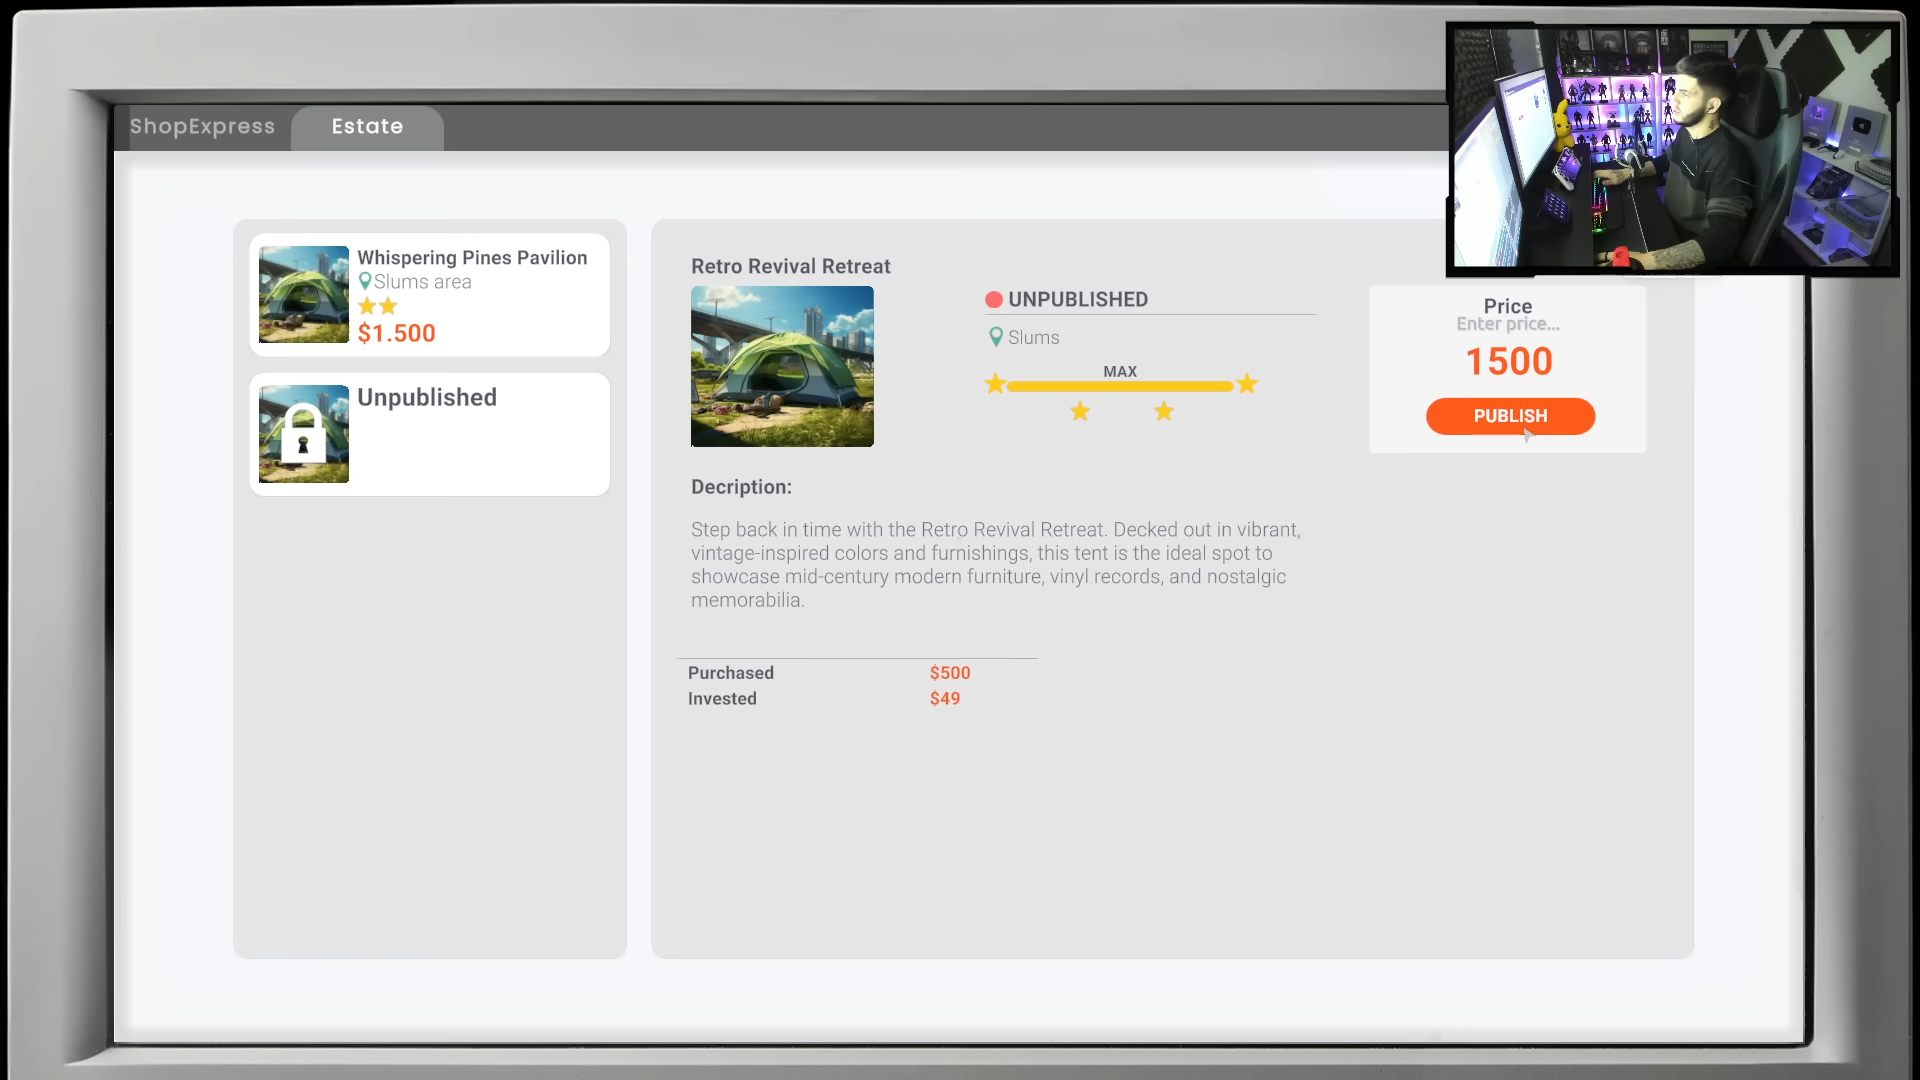 ShopExpress
Estate
Whispering Pines Pavilion
Slums area
$1.500
Unpublished
Retro Revival Retreat
UNPUBLISHED
Slums
MAX
Price
Enter price...
1500
PUBLISH
Decription:
Step back in time with the Retro Revival Retreat. Decked out in vibrant,
vintage-inspired colors and furnishings, this tent is the ideal spot to
showcase mid-century modern furniture, vinyl records, and nostalgic
memorabilia.
Purchased $500
Invested $49